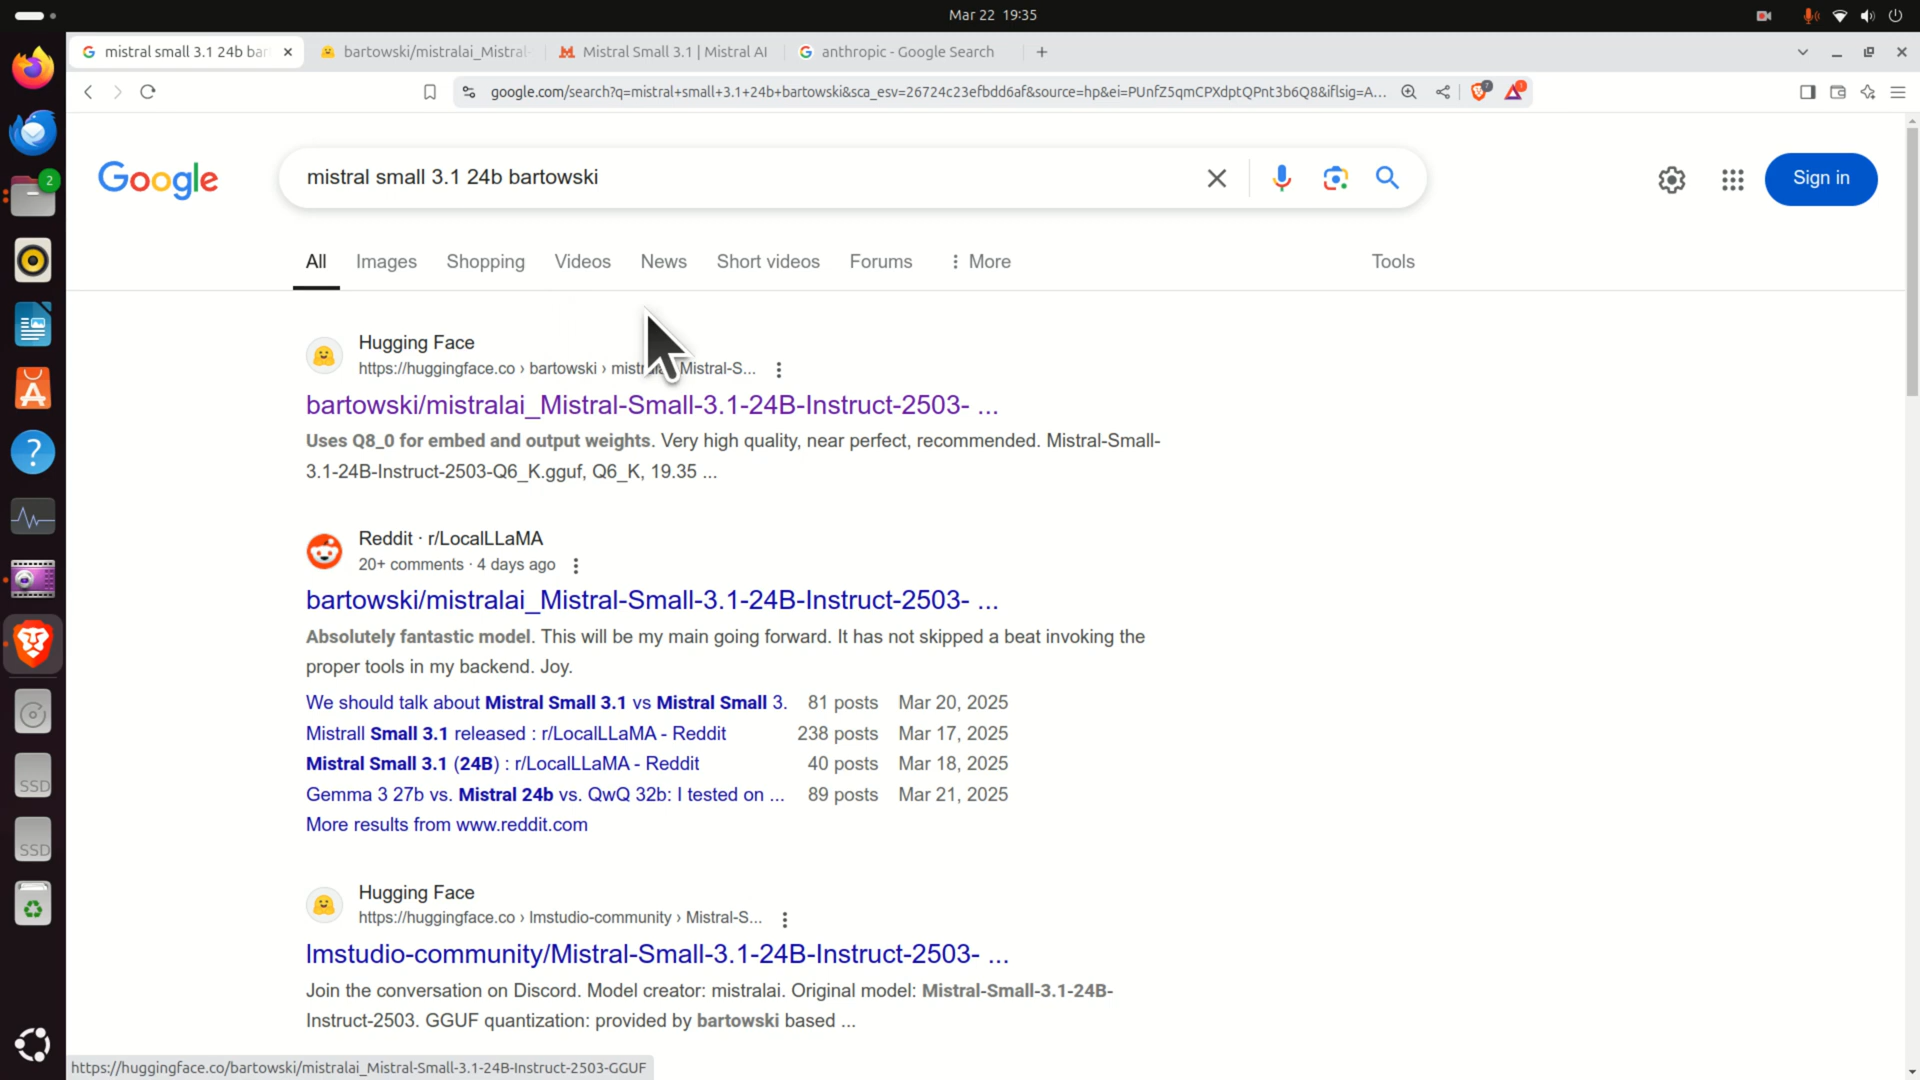 Mar 22 19:35
mistral small 3.1 24b bar
bartowski/mistralai_Mistral-
Mistral Small 3.1 | Mistral AI
anthropic - Google Search
google.com/search?q=mistral+small+3.1+24b+bartowski&sca_esv=26724c23efbdd6af&source=hp&ei=PUnfZ5qmCPXdptQPnt3b6Q8&iflsig=A...
Google
mistral small 3.1 24b bartowski
Sign in
All
Images
Shopping
Videos
News
Short videos
Forums
More
Tools
Hugging Face
https://huggingface.co › bartowski › mistralai Mistral-S...
bartowski/mistralai_Mistral-Small-3.1-24B-Instruct-2503- ...
Uses Q8_0 for embed and output weights. Very high quality, near perfect, recommended. Mistral-Small-
3.1-24B-Instruct-2503-Q6_K.gguf, Q6_K, 19.35 ...
Reddit · r/LocalLLaMA
20+ comments · 4 days ago
bartowski/mistralai_Mistral-Small-3.1-24B-Instruct-2503- ...
Absolutely fantastic model. This will be my main going forward. It has not skipped a beat invoking the
proper tools in my backend. Joy.
We should talk about Mistral Small 3.1 vs Mistral Small 3. 81 posts Mar 20, 2025
Mistrall Small 3.1 released : r/LocalLLaMA - Reddit 238 posts Mar 17, 2025
Mistral Small 3.1 (24B) : r/LocalLLaMA - Reddit 40 posts Mar 18, 2025
Gemma 3 27b vs. Mistral 24b vs. QwQ 32b: I tested on ... 89 posts Mar 21, 2025
More results from www.reddit.com
Hugging Face
https://huggingface.co › lmstudio-community › Mistral-S...
lmstudio-community/Mistral-Small-3.1-24B-Instruct-2503- ...
Join the conversation on Discord. Model creator: mistralai. Original model: Mistral-Small-3.1-24B-
Instruct-2503. GGUF quantization: provided by bartowski based ...
https://huggingface.co/bartowski/mistralai_Mistral-Small-3.1-24B-Instruct-2503-GGUF
2
SSD
SSD